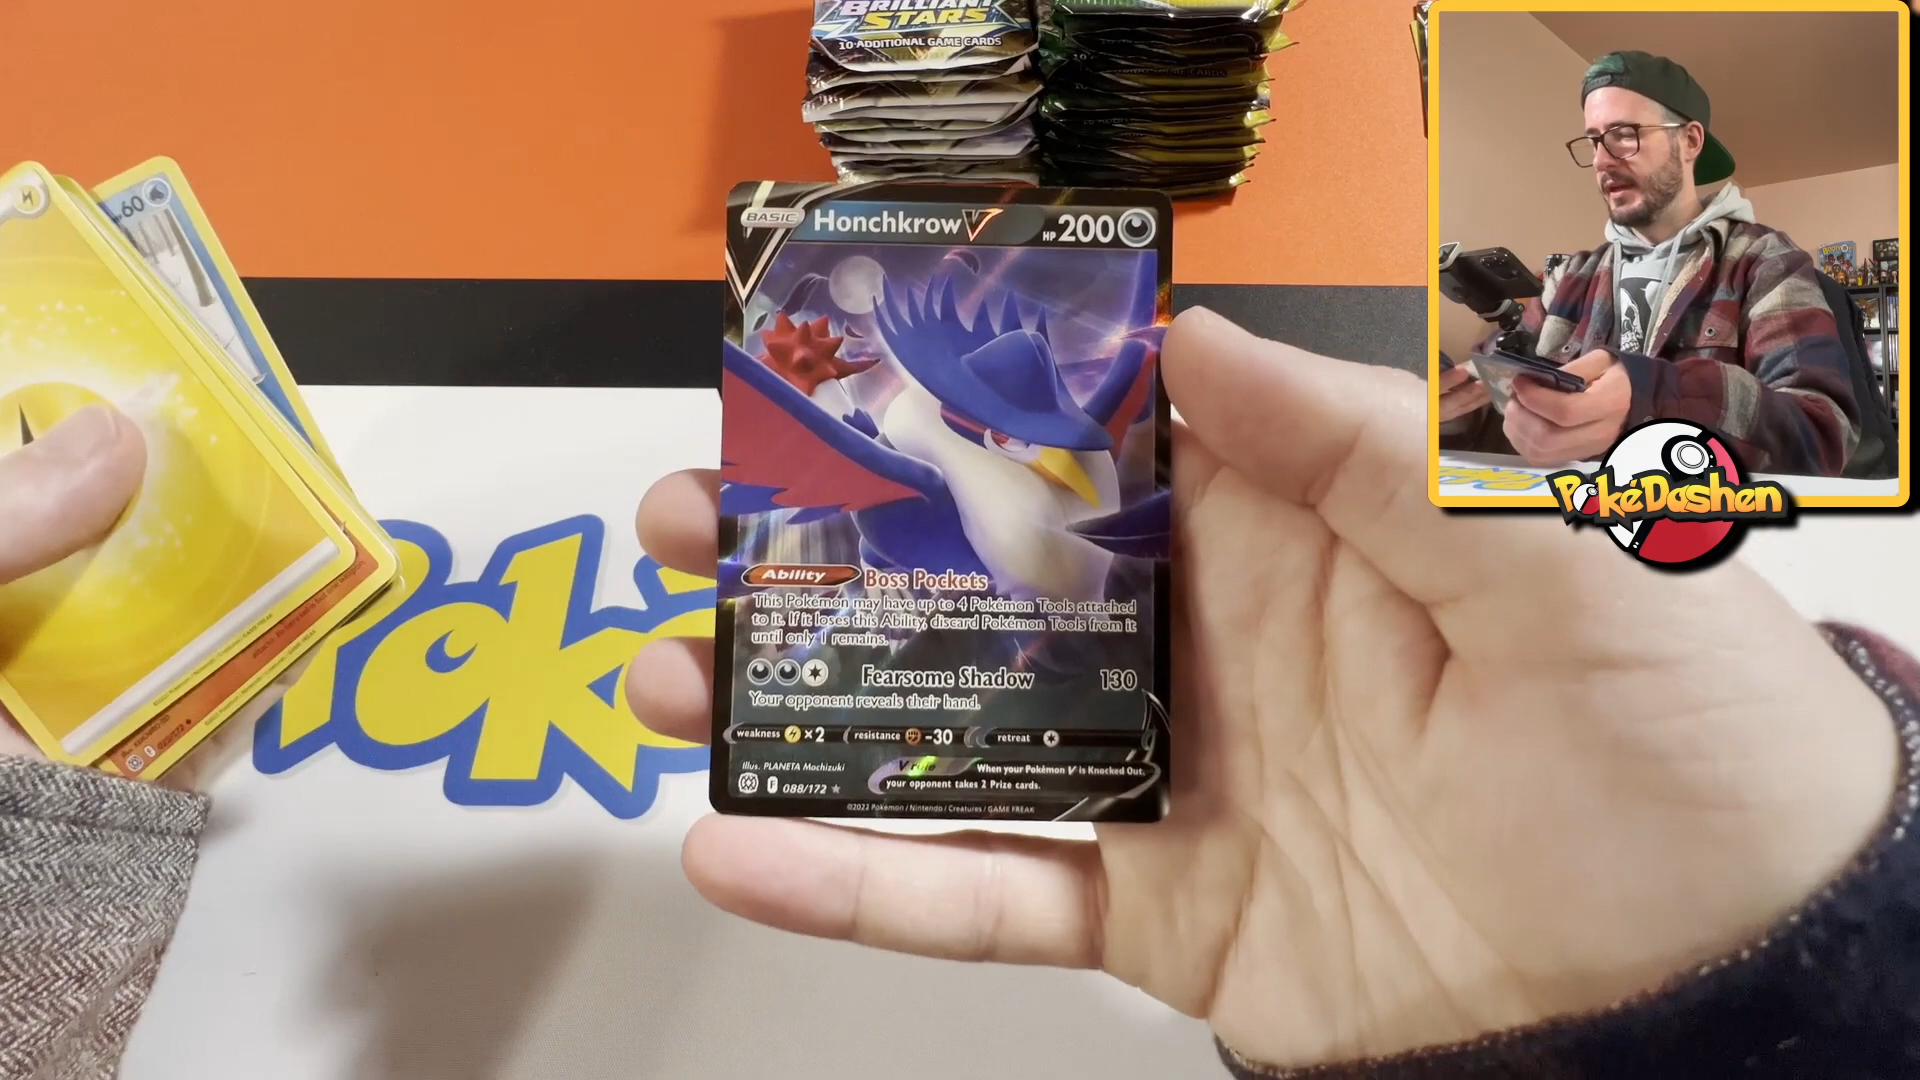 BRILLIANT
STARS
10 ADDITIONAL GAME CARDS
60
BASIC Honchkrow V HP 200
PokéDashen
Poké
Ability Boss Pockets
This Pokémon may have up to 4 Pokémon Tools attached
to it. If it loses this Ability, discard Pokémon Tools from it
until only 1 remains.
Fearsome Shadow 130
Your opponent reveals their hand.
weakness ×2 resistance -30 retreat
Illus. PLANETA Mochizuki
V rule When your Pokémon V is Knocked Out,
your opponent takes 2 Prize cards.
F 088/172
©2022 Pokémon / Nintendo / Creatures / GAME FREAK